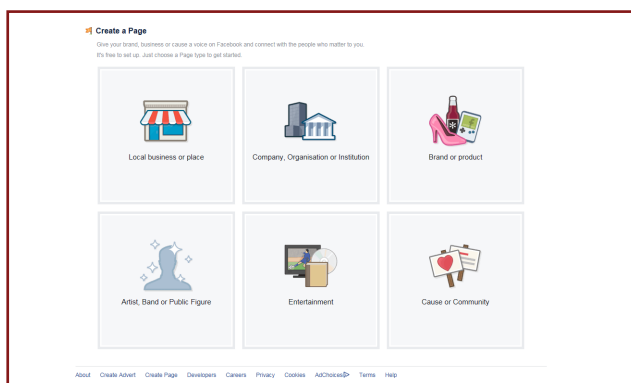 Create a Page
Give your brand, business or cause a voice on Facebook and connect with the people who matter to you.
It's free to set up. Just choose a Page type to get started.
Local business or place
Company, Organisation or Institution
Brand or product
Artist, Band or Public Figure
Entertainment
Cause or Community
About Create Advert Create Page Developers Careers Privacy Cookies AdChoices Terms Help